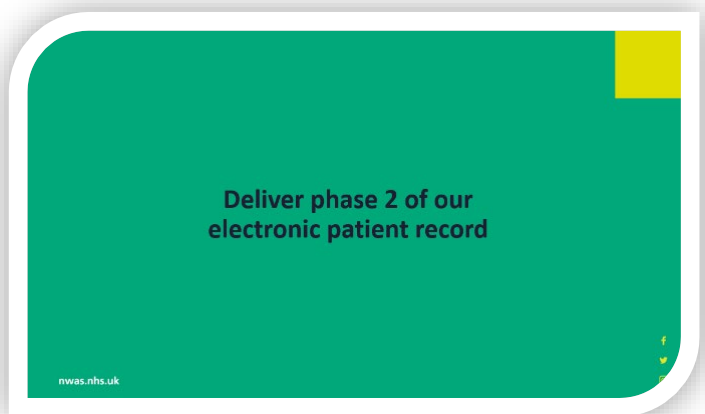 Deliver phase 2 of our
electronic patient record
nwas.nhs.uk